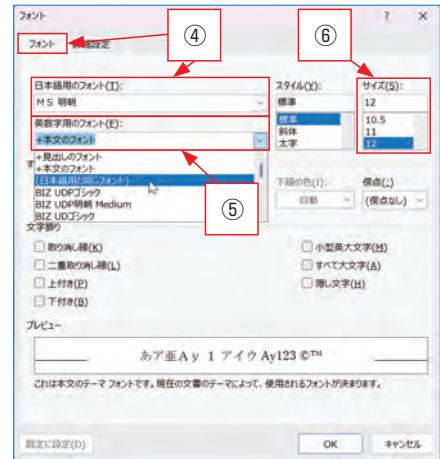 フォント ? ×
④ ⑥
フォント
日本語用のフォント(T): スタイル(Y): サイズ(S):
MS 明朝 標準 12
英数字用のフォント(F): 標準 10.5
+本文のフォント 斜体 11
太字 12
+見出しのフォント
+本文のフォント
(日本語用と同じフォント) 下線の色(I): 傍点(:)
BIZ UDPゴシック 自動 (傍点なし)
BIZ UDP明朝 Medium
BIZ UDゴシック
⑤
文字飾り
取り消し線(K) 小型英大文字(M)
二重取り消し線(L) すべて大文字(A)
上付き(P) 隠し文字(H)
下付き(B)
プレビュー
あア亜Ay 1 アイウ Ay123 ©™
これは本文のテーマ フォントです。現在の文書のテーマによって、使用されるフォントが決まります。
既定に設定(D) OK キャンセル